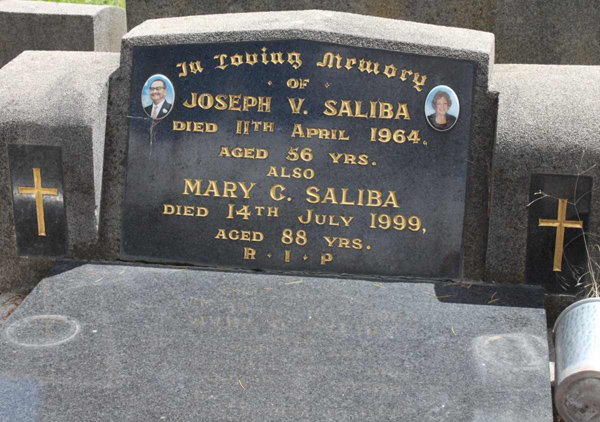 In Loving Memory
OF
JOSEPH V. SALIBA
DIED 11TH APRIL 1964.
AGED 56 YRS.
ALSO
MARY C. SALIBA
DIED 14TH JULY 1999,
AGED 88 YRS.
R · I · P